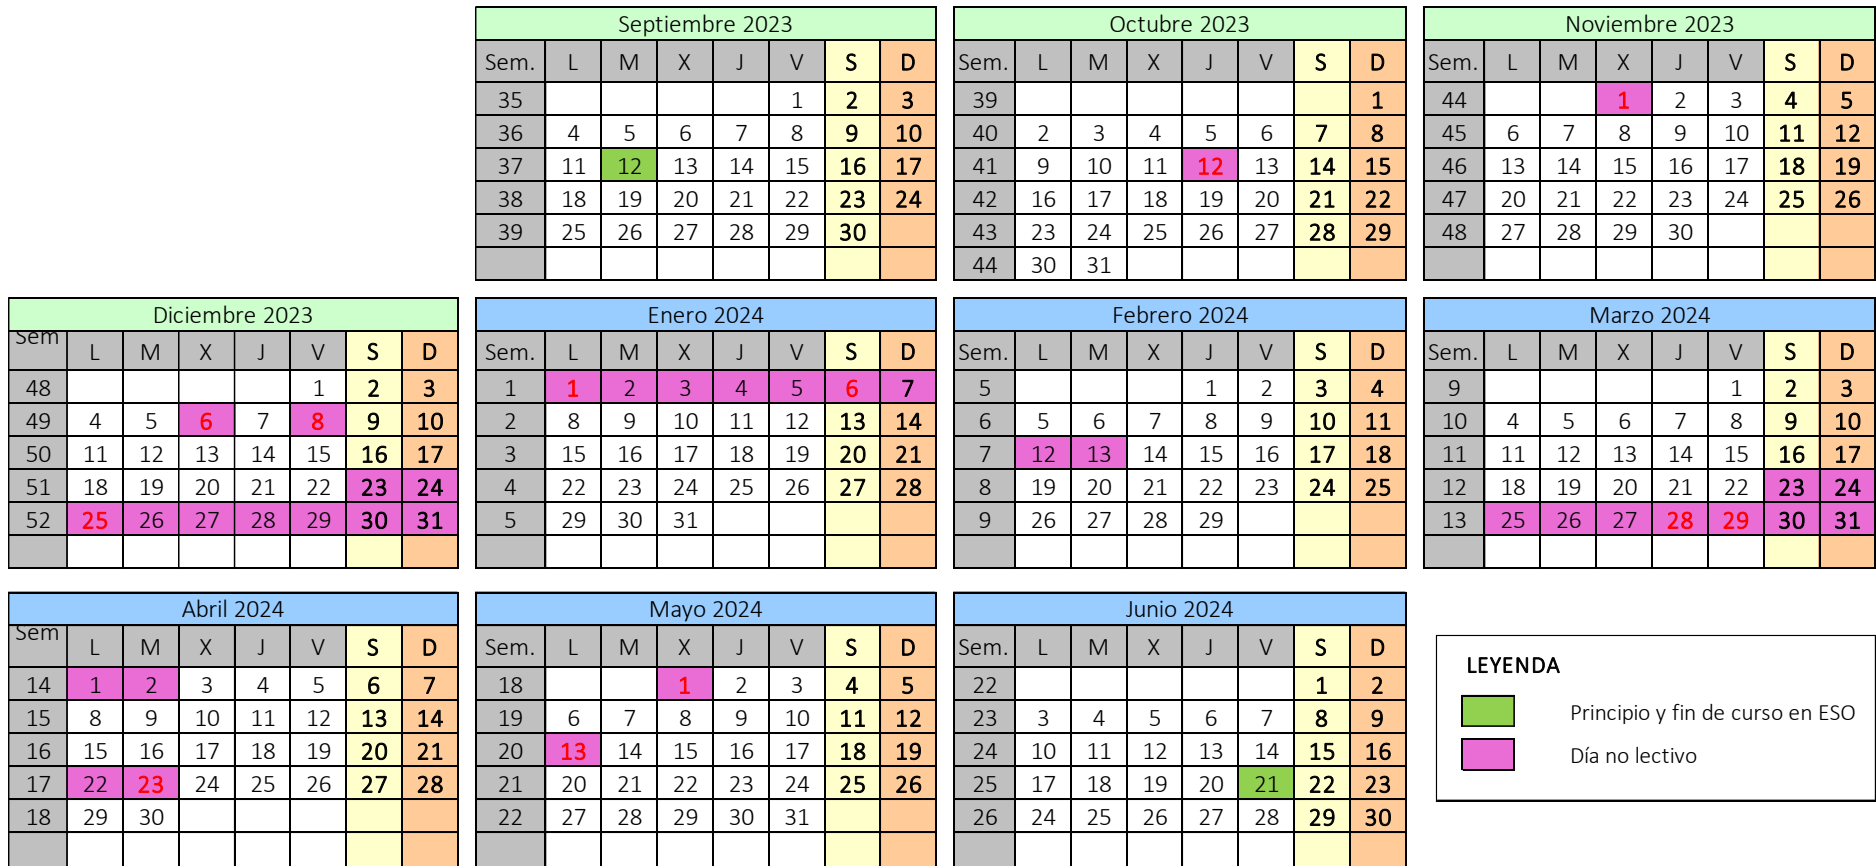 Septiembre 2023
Sem. L M X J V S D
35 1 2 3
36 4 5 6 7 8 9 10
37 11 12 13 14 15 16 17
38 18 19 20 21 22 23 24
39 25 26 27 28 29 30
Octubre 2023
Sem. L M X J V S D
39 1
40 2 3 4 5 6 7 8
41 9 10 11 12 13 14 15
42 16 17 18 19 20 21 22
43 23 24 25 26 27 28 29
44 30 31
Noviembre 2023
Sem. L M X J V S D
44 1 2 3 4 5
45 6 7 8 9 10 11 12
46 13 14 15 16 17 18 19
47 20 21 22 23 24 25 26
48 27 28 29 30
Diciembre 2023
Sem L M X J V S D
48 1 2 3
49 4 5 6 7 8 9 10
50 11 12 13 14 15 16 17
51 18 19 20 21 22 23 24
52 25 26 27 28 29 30 31
Enero 2024
Sem. L M X J V S D
1 1 2 3 4 5 6 7
2 8 9 10 11 12 13 14
3 15 16 17 18 19 20 21
4 22 23 24 25 26 27 28
5 29 30 31
Febrero 2024
Sem. L M X J V S D
5 1 2 3 4
6 5 6 7 8 9 10 11
7 12 13 14 15 16 17 18
8 19 20 21 22 23 24 25
9 26 27 28 29
Marzo 2024
Sem. L M X J V S D
9 1 2 3
10 4 5 6 7 8 9 10
11 11 12 13 14 15 16 17
12 18 19 20 21 22 23 24
13 25 26 27 28 29 30 31
Abril 2024
Sem L M X J V S D
14 1 2 3 4 5 6 7
15 8 9 10 11 12 13 14
16 15 16 17 18 19 20 21
17 22 23 24 25 26 27 28
18 29 30
Mayo 2024
Sem. L M X J V S D
18 1 2 3 4 5
19 6 7 8 9 10 11 12
20 13 14 15 16 17 18 19
21 20 21 22 23 24 25 26
22 27 28 29 30 31
Junio 2024
Sem. L M X J V S D
22 1 2
23 3 4 5 6 7 8 9
24 10 11 12 13 14 15 16
25 17 18 19 20 21 22 23
26 24 25 26 27 28 29 30
LEYENDA
Principio y fin de curso en ESO
Día no lectivo